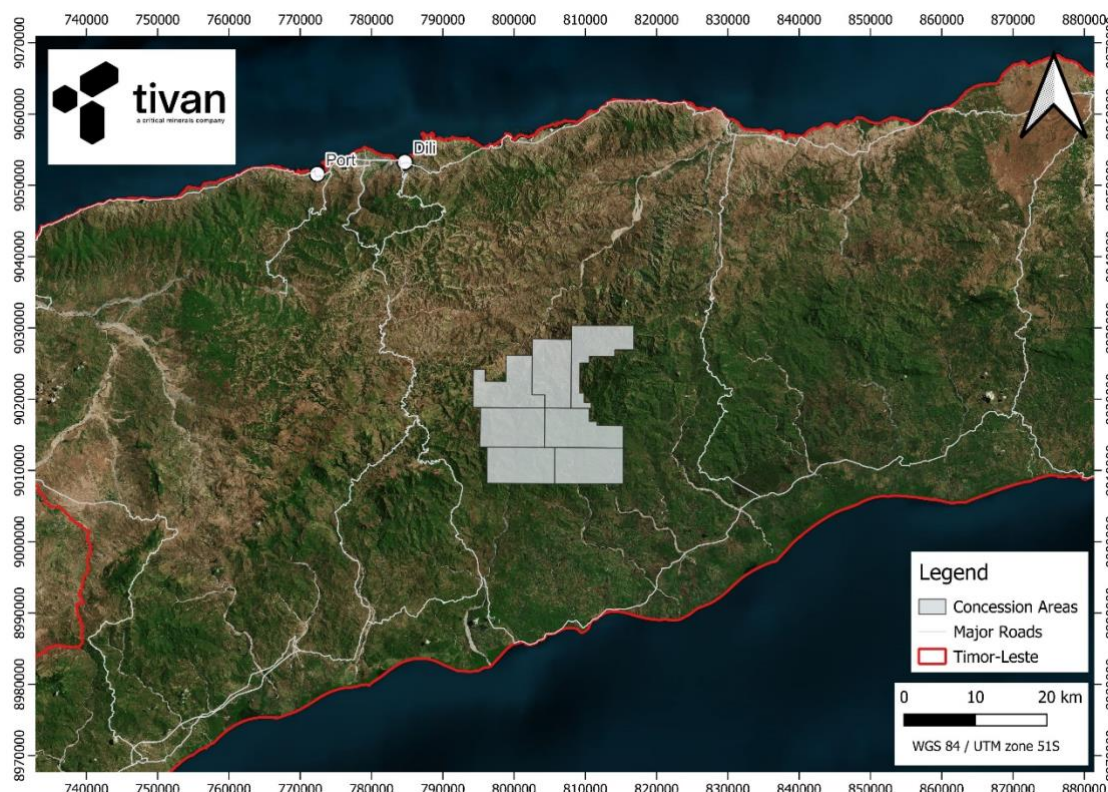 740000 750000 760000 770000 780000 790000 800000 810000 820000 830000 840000 850000 860000 870000 880000
9070000
9060000
9050000
9040000
9030000
9020000
9010000
9000000
8990000
8980000
8970000
tivan
a critical minerals company
Dili
Port
Legend
Concession Areas
Major Roads
Timor-Leste
0 10 20 km
WGS 84 / UTM zone 51S
740000 750000 760000 770000 780000 790000 800000 810000 820000 830000 840000 850000 860000 870000 880000